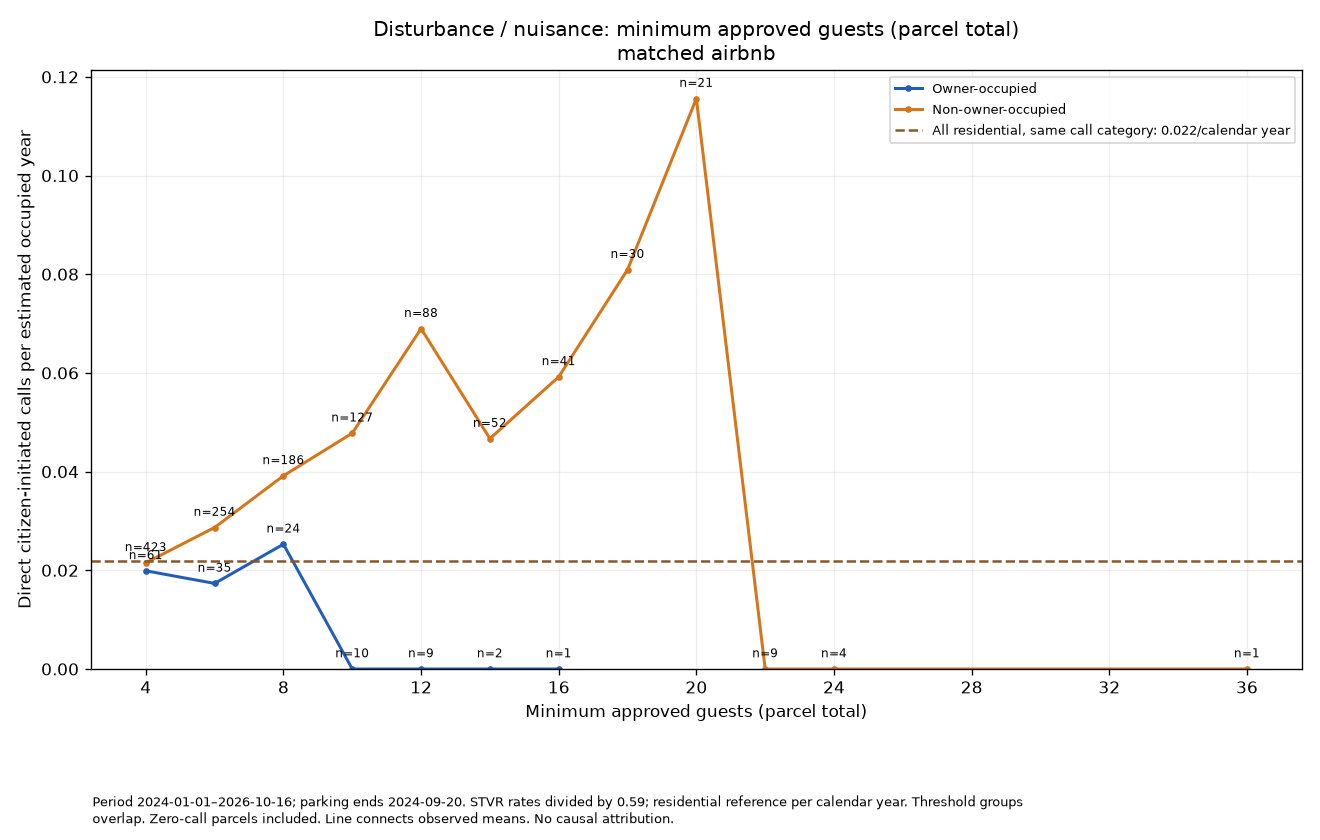 Disturbance / nuisance: minimum approved guests (parcel total)
matched airbnb
Direct citizen-initiated calls per estimated occupied year
0.12
0.10
0.08
0.06
0.04
0.02
0.00
Owner-occupied
Non-owner-occupied
All residential, same call category: 0.022/calendar year
n=21
n=30
n=88
n=41
n=52
n=127
n=186
n=254
n=423
n=61
n=35
n=24
n=10
n=9
n=2
n=1
n=9
n=4
n=1
4
8
12
16
20
24
28
32
36
Minimum approved guests (parcel total)
Period 2024-01-01–2026-10-16; parking ends 2024-09-20. STVR rates divided by 0.59; residential reference per calendar year. Threshold groups
overlap. Zero-call parcels included. Line connects observed means. No causal attribution.